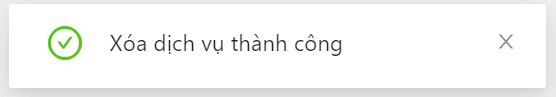 Xóa dịch vụ thành công